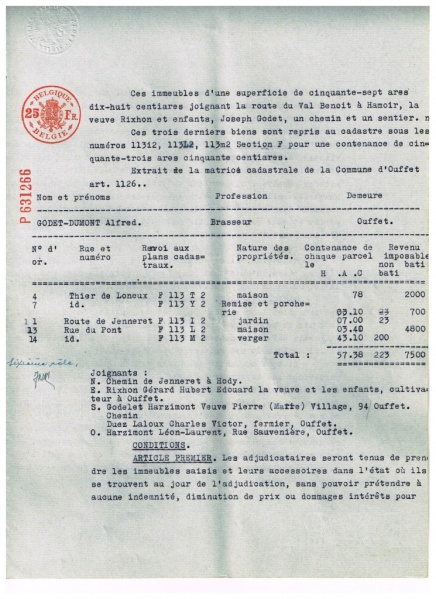 BELGIQUE
25 Fr.
BELGIË
P631266
Ces immeubles d'une superficie de cinquante-sept ares
dix-huit centiares joignant la route du Val Benoit à Hamoir, la
veuve Rixhon et enfants, Joseph Godet, un chemin et un sentier.
Ces trois derniers biens sont repris au cadastre sous les
numéros 113i2, 113L2, 113m2 Section F pour une contenance de cin=
quante-trois ares cinquante centiares.
Extrait de la matrice cadastrale de la Commune d'Ouffet
art. 1126..
Nom et prénoms Profession Demeure
GODET-DUMONT Alfred. Brasseur Ouffet.
N° d' Rue et Renvoi aux Nature des Contenance de Revenu
or. numéro plans cadas= propriétés. chaque parcel imposable
traux. le non bati
H .A .C bati
4 Thier de Loneux F 113 T 2 maison 78 2000
7 id. F 113 Y 2 Remise et porche=
rie 03.10 23 700
11 Route de Jenneret F 113 I 2 jardin 07.00 23
13 Rue du Pont F 113 L 2 maison 03.40 4800
14 id. F 113 M 2 verger 43.10 200
Total : 57.38 223 7500
Joignants :
N. Chemin de Jenneret à Hody.
E. Rixhon Gérard Hubert Edouard la veuve et les enfants, cultiva=
teur à Ouffet.
S. Godelet Harzimont Veuve Pierre (Marie) Village, 94 Ouffet.
Chemin
Duez Laloux Charles Victor, fermier, Ouffet.
O. Harzimont Léon-Laurent, Rue Sauvenière, Ouffet.
CONDITIONS.
ARTICLE PREMIER. Les adjudicataires seront tenus de pren=
dre les immeubles saisis et leurs accessoires dans l'état où ils
se trouvent au jour de l'adjudication, sans pouvoir prétendre à
aucune indemnité, diminution de prix ou dommages intérêts pour